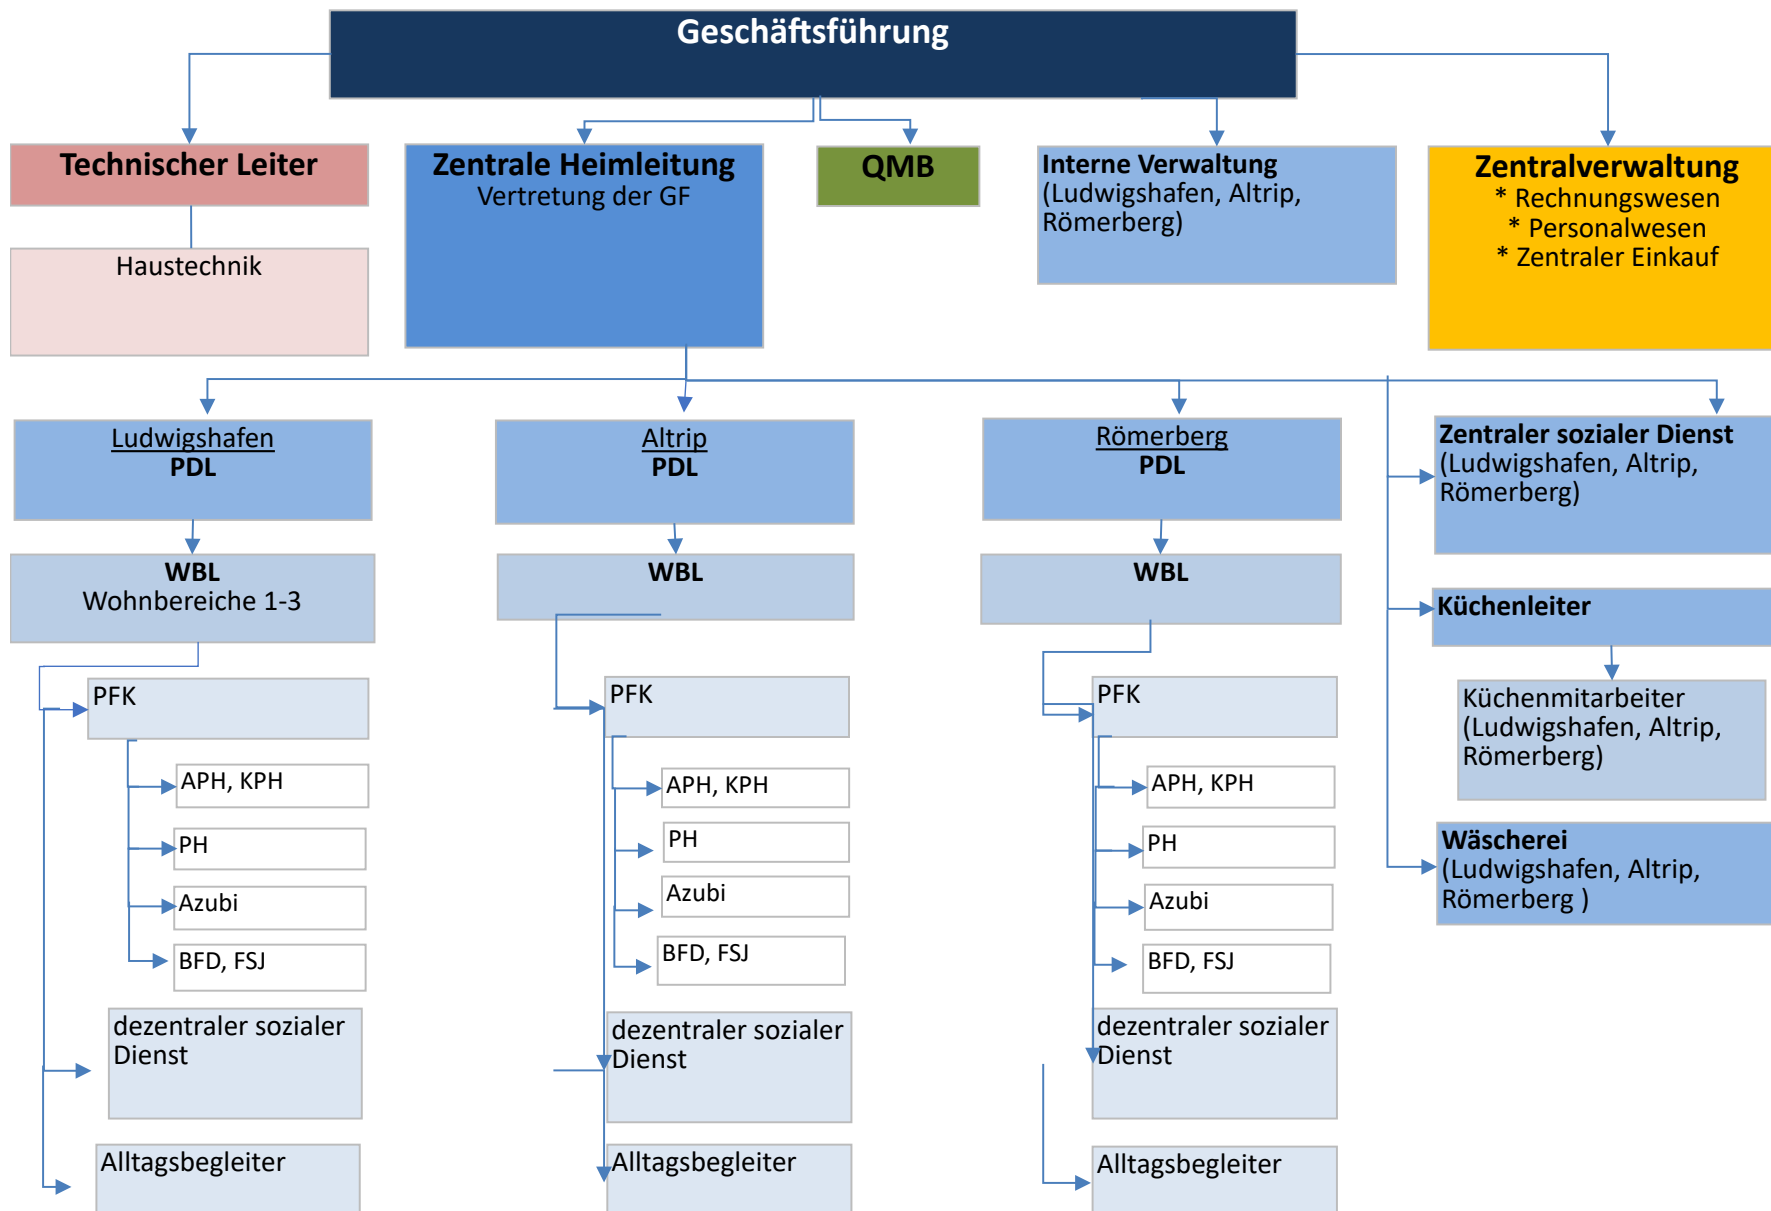 Geschäftsführung
Technischer Leiter
Haustechnik
Zentrale Heimleitung
Vertretung der GF
QMB
Interne Verwaltung
(Ludwigshafen, Altrip,
Römerberg)
Zentralverwaltung
* Rechnungswesen
* Personalwesen
* Zentraler Einkauf
Ludwigshafen
PDL
WBL
Wohnbereiche 1-3
PFK
APH, KPH
PH
Azubi
BFD, FSJ
dezentraler sozialer
Dienst
Alltagsbegleiter
Altrip
PDL
WBL
PFK
APH, KPH
PH
Azubi
BFD, FSJ
dezentraler sozialer
Dienst
Alltagsbegleiter
Römerberg
PDL
WBL
PFK
APH, KPH
PH
Azubi
BFD, FSJ
dezentraler sozialer
Dienst
Alltagsbegleiter
Zentraler sozialer Dienst
(Ludwigshafen, Altrip,
Römerberg)
Küchenleiter
Küchenmitarbeiter
(Ludwigshafen, Altrip,
Römerberg)
Wäscherei
(Ludwigshafen, Altrip,
Römerberg )